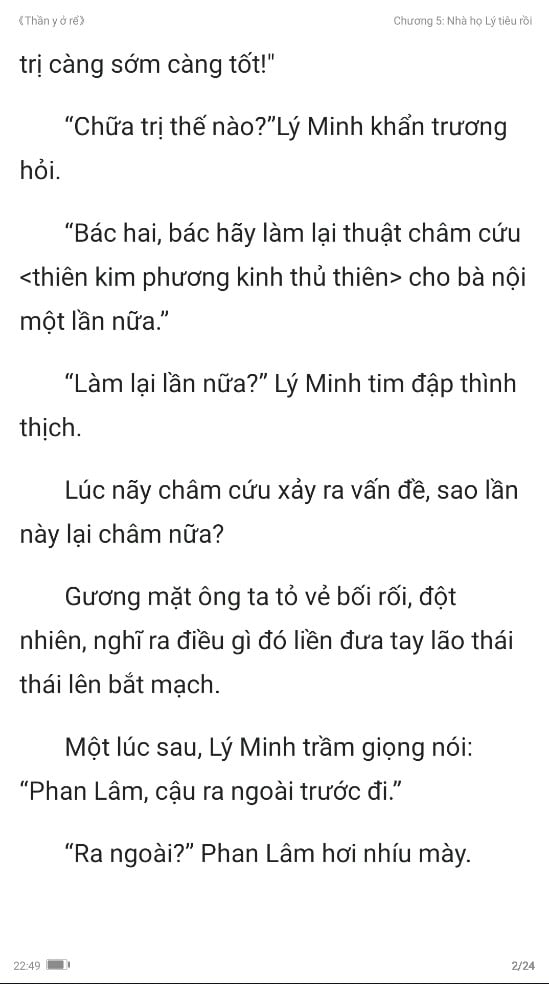 《Thần y ở rể》
Chương 5: Nhà họ Lý tiêu rồi
trị càng sớm càng tốt!"
“Chữa trị thế nào?”Lý Minh khẩn trương
hỏi.
“Bác hai, bác hãy làm lại thuật châm cứu
<thiên kim phương kinh thủ thiên> cho bà nội
một lần nữa.”
“Làm lại lần nữa?” Lý Minh tim đập thình
thịch.
Lúc nãy châm cứu xảy ra vấn đề, sao lần
này lại châm nữa?
Gương mặt ông ta tỏ vẻ bối rối, đột
nhiên, nghĩ ra điều gì đó liền đưa tay lão thái
thái lên bắt mạch.
Một lúc sau, Lý Minh trầm giọng nói:
“Phan Lâm, cậu ra ngoài trước đi.”
“Ra ngoài?” Phan Lâm hơi nhíu mày.
22:49
2/24